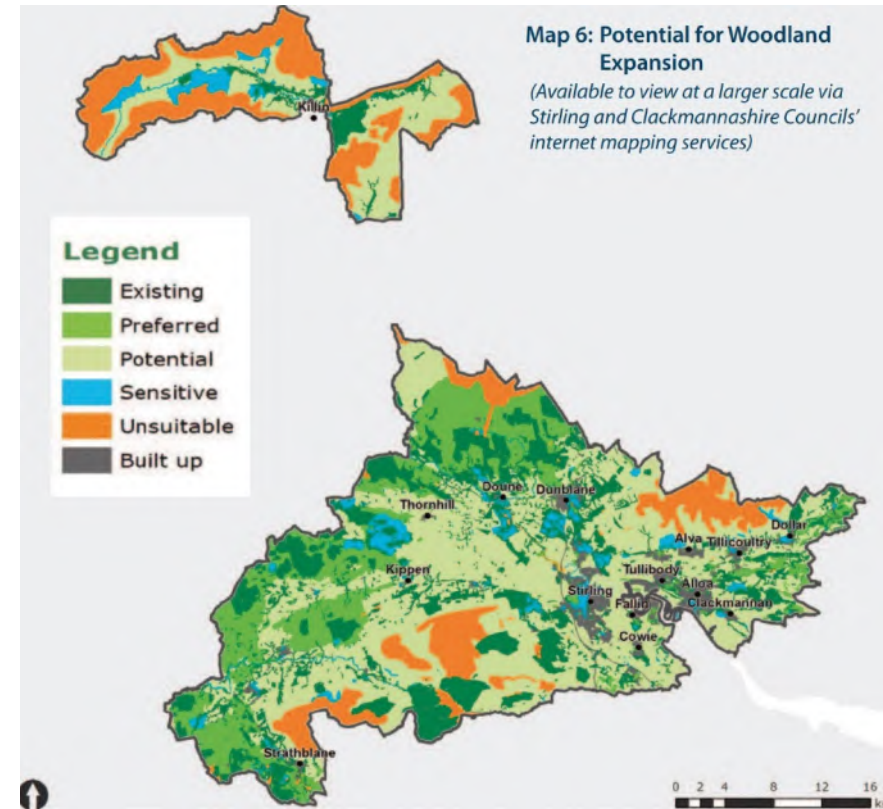 Map 6: Potential for Woodland
Expansion
(Available to view at a larger scale via
Stirling and Clackmannashire Councils'
internet mapping services)
Killin
Legend
Existing
Preferred
Potential
Sensitive
Unsuitable
Built up
Doune
Dunblane
Thornhill
Dollar
Alva
Tillicoultry
Kippen
Tullibody
Stirling
Alloa
Fallin
Clackmannan
Cowie
Strathblane
0 2 4 8 12 16